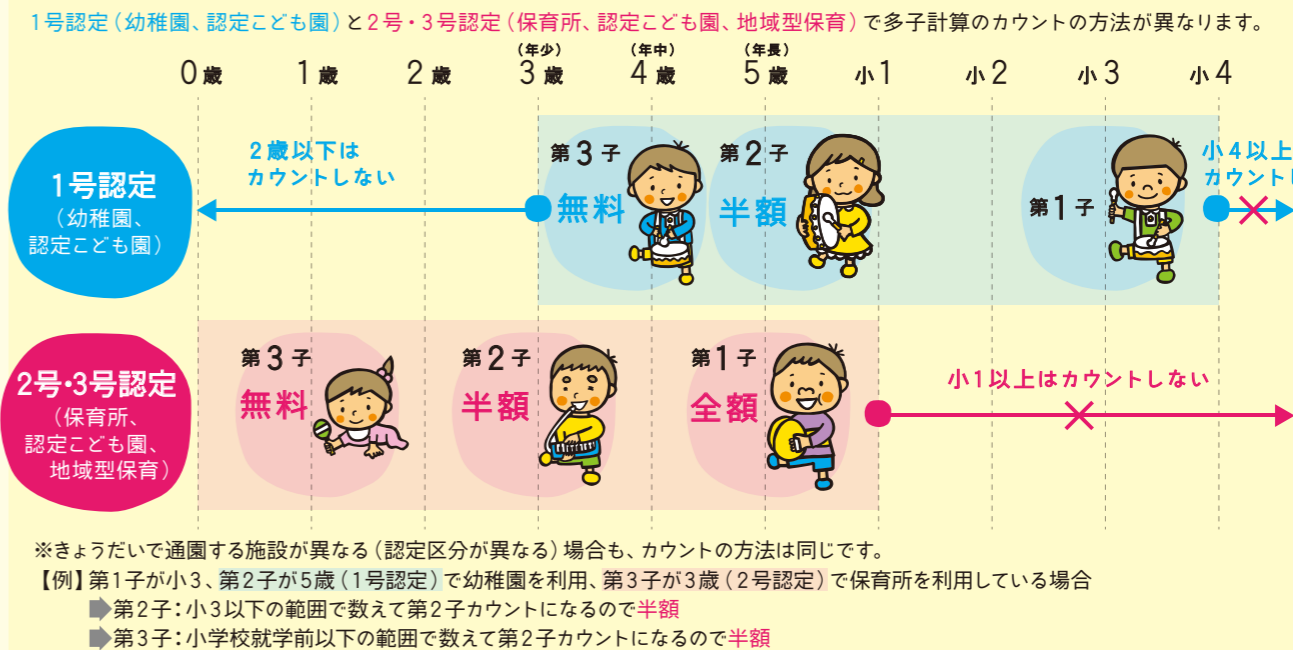 1号認定(幼稚園、認定こども園)と2号・3号認定(保育所、認定こども園、地域型保育)で多子計算のカウントの方法が異なります。
(年少) (年中) (年長)
0歳 1歳 2歳 3歳 4歳 5歳 小1 小2 小3 小4
1号認定
(幼稚園、
認定こども園)
2歳以下は
カウントしない
第3子
無料
第2子
半額
第1子
小4以上
カウントし
2号・3号認定
(保育所、
認定こども園、
地域型保育)
第3子
無料
第2子
半額
第1子
全額
小1以上はカウントしない
※きょうだいで通園する施設が異なる(認定区分が異なる)場合も、カウントの方法は同じです。
【例】第1子が小3、第2子が5歳(1号認定)で幼稚園を利用、第3子が3歳(2号認定)で保育所を利用している場合
➡第2子:小3以下の範囲で数えて第2子カウントになるので半額
➡第3子:小学校就学前以下の範囲で数えて第2子カウントになるので半額